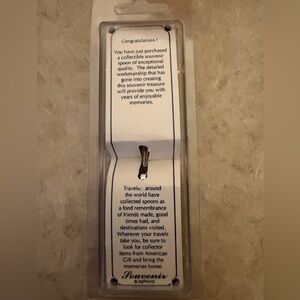 Congratulations !
You have just purchased
a collectible souvenir
spoon of exceptional
quality. The detailed
workmanship that has
gone into creating
this souvenir treasure
will provide you with
years of enjoyable
memories.
around
the world have
collected spoons as
a fond remembrance
of friends made, good
times had, and
destinations visited.
Wherever your travels
take you, be sure to
look for collector
items from American
Gift and bring the
memories home.
Souvenir